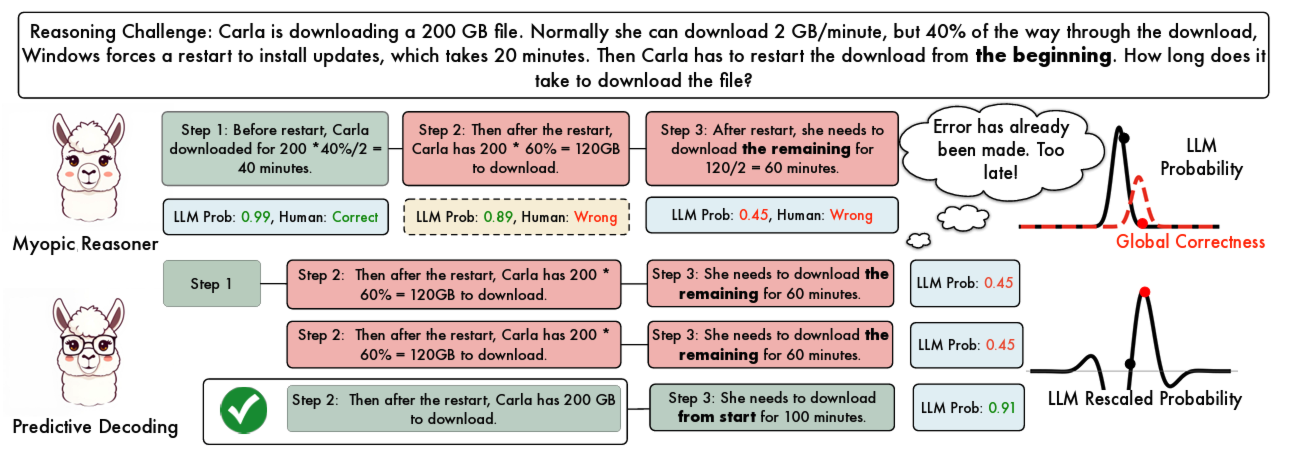 Reasoning Challenge: Carla is downloading a 200 GB file. Normally she can download 2 GB/minute, but 40% of the way through the download,
Windows forces a restart to install updates, which takes 20 minutes. Then Carla has to restart the download from the beginning. How long does it
take to download the file?
Step 1: Before restart, Carla
downloaded for 200 *40%/2 =
40 minutes.
Step 2: Then after the restart,
Carla has 200 * 60% = 120GB
to download.
Step 3: After restart, she needs to
download the remaining for
120/2 = 60 minutes.
Error has already
been made. Too
late!
LLM
Probability
LLM Prob: 0.99, Human: Correct
LLM Prob: 0.89, Human: Wrong
LLM Prob: 0.45, Human: Wrong
Myopic Reasoner
Global Correctness
Step 1
Step 2: Then after the restart, Carla has 200 *
60% = 120GB to download.
Step 3: She needs to download the
remaining for 60 minutes.
LLM Prob: 0.45
Step 2: Then after the restart, Carla has 200 *
60% = 120GB to download.
Step 3: She needs to download the
remaining for 60 minutes.
LLM Prob: 0.45
Step 2: Then after the restart, Carla has 200 GB
to download.
Step 3: She needs to download
from start for 100 minutes.
LLM Prob: 0.91
LLM Rescaled Probability
Predictive Decoding